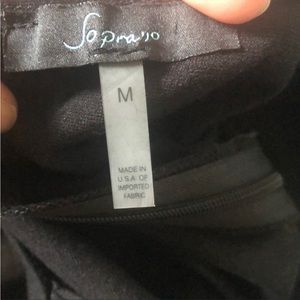 Soprano
M
MADE IN
U.S.A. OF
IMPORTED
FABRIC